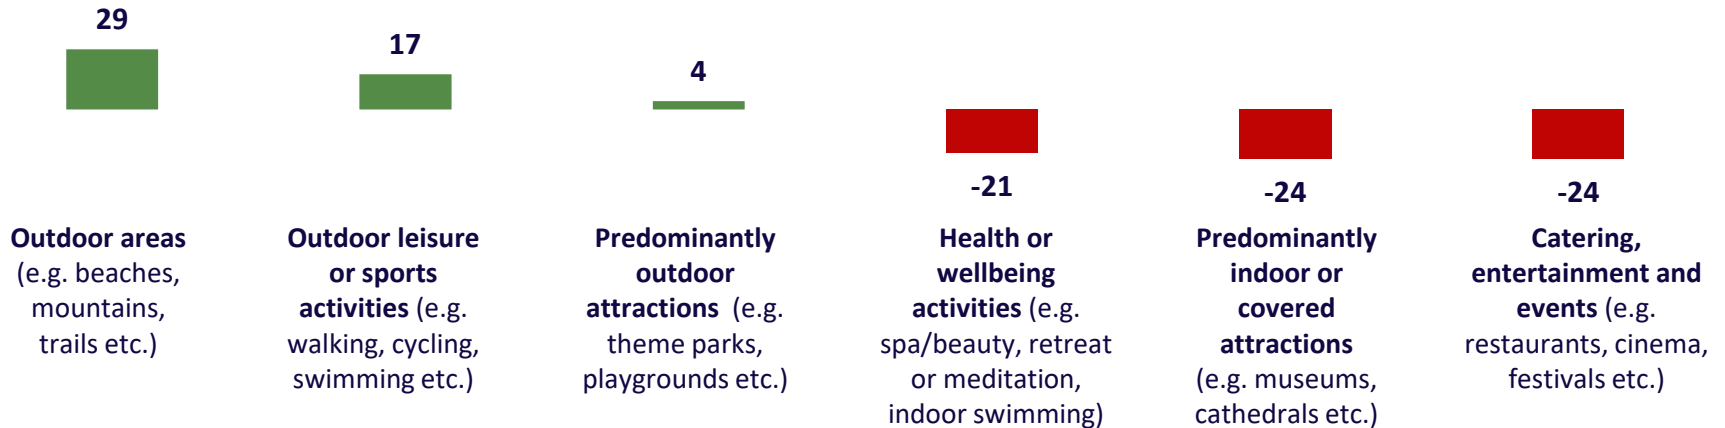 29
17
4
-21
-24
-24
Outdoor areas
(e.g. beaches,
mountains,
trails etc.)
Outdoor leisure
or sports
activities (e.g.
walking, cycling,
swimming etc.)
Predominantly
outdoor
attractions (e.g.
theme parks,
playgrounds etc.)
Health or
wellbeing
activities (e.g.
spa/beauty, retreat
or meditation,
indoor swimming)
Predominantly
indoor or
covered
attractions
(e.g. museums,
cathedrals etc.)
Catering,
entertainment and
events (e.g.
restaurants, cinema,
festivals etc.)